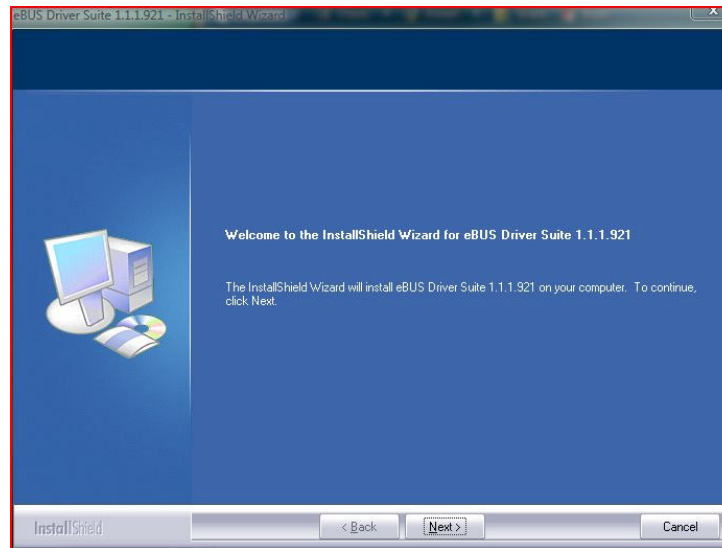 eBUS Driver Suite 1.1.1.921 - InstallShield Wizard
Welcome to the InstallShield Wizard for eBUS Driver Suite 1.1.1.921
The InstallShield Wizard will install eBUS Driver Suite 1.1.1.921 on your computer. To continue,
click Next.
InstallShield
< Back
Next >
Cancel